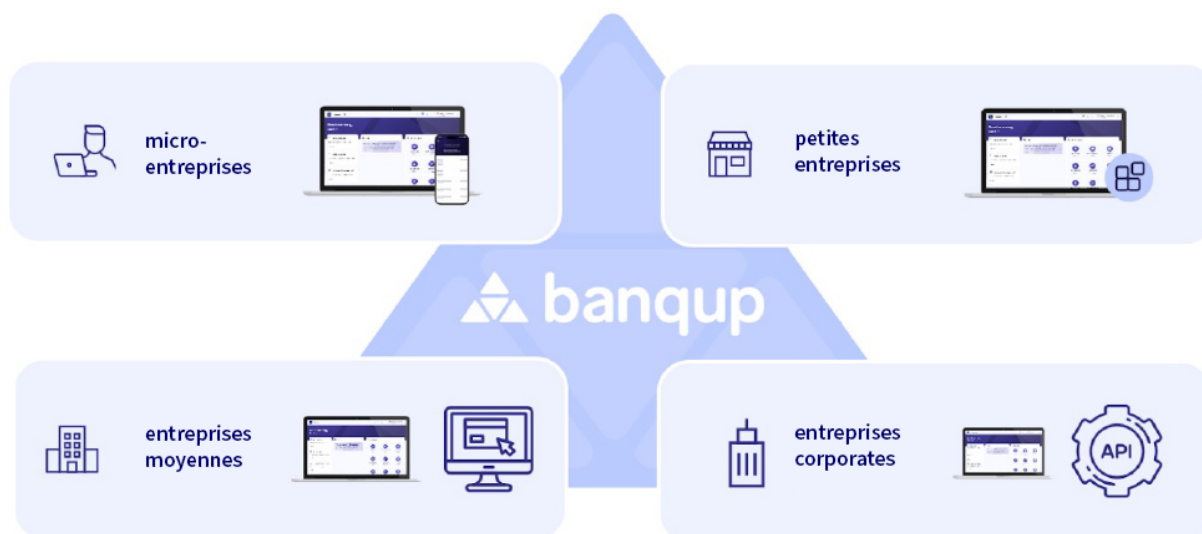 micro-
entreprises
petites
entreprises
banqup
entreprises
moyennes
entreprises
corporates
API